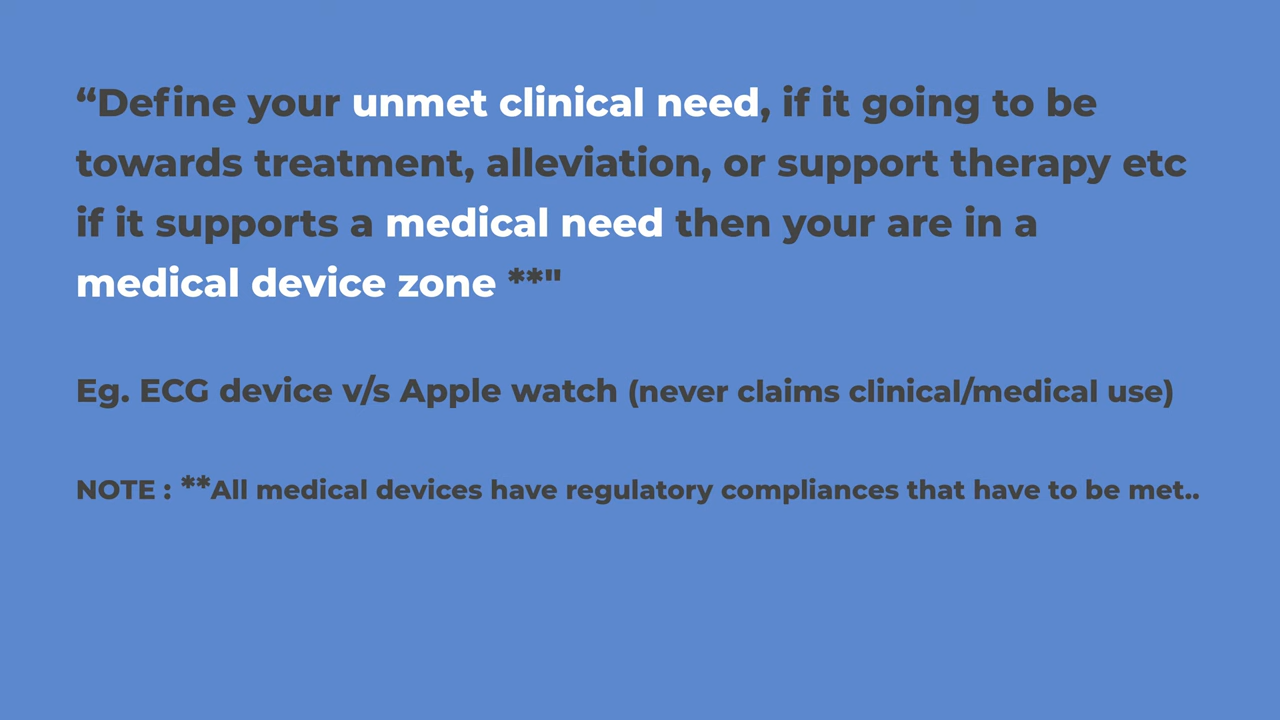 “Define your unmet clinical need, if it going to be
towards treatment, alleviation, or support therapy etc
if it supports a medical need then your are in a
medical device zone **"
Eg. ECG device v/s Apple watch (never claims clinical/medical use)
NOTE : **All medical devices have regulatory compliances that have to be met..